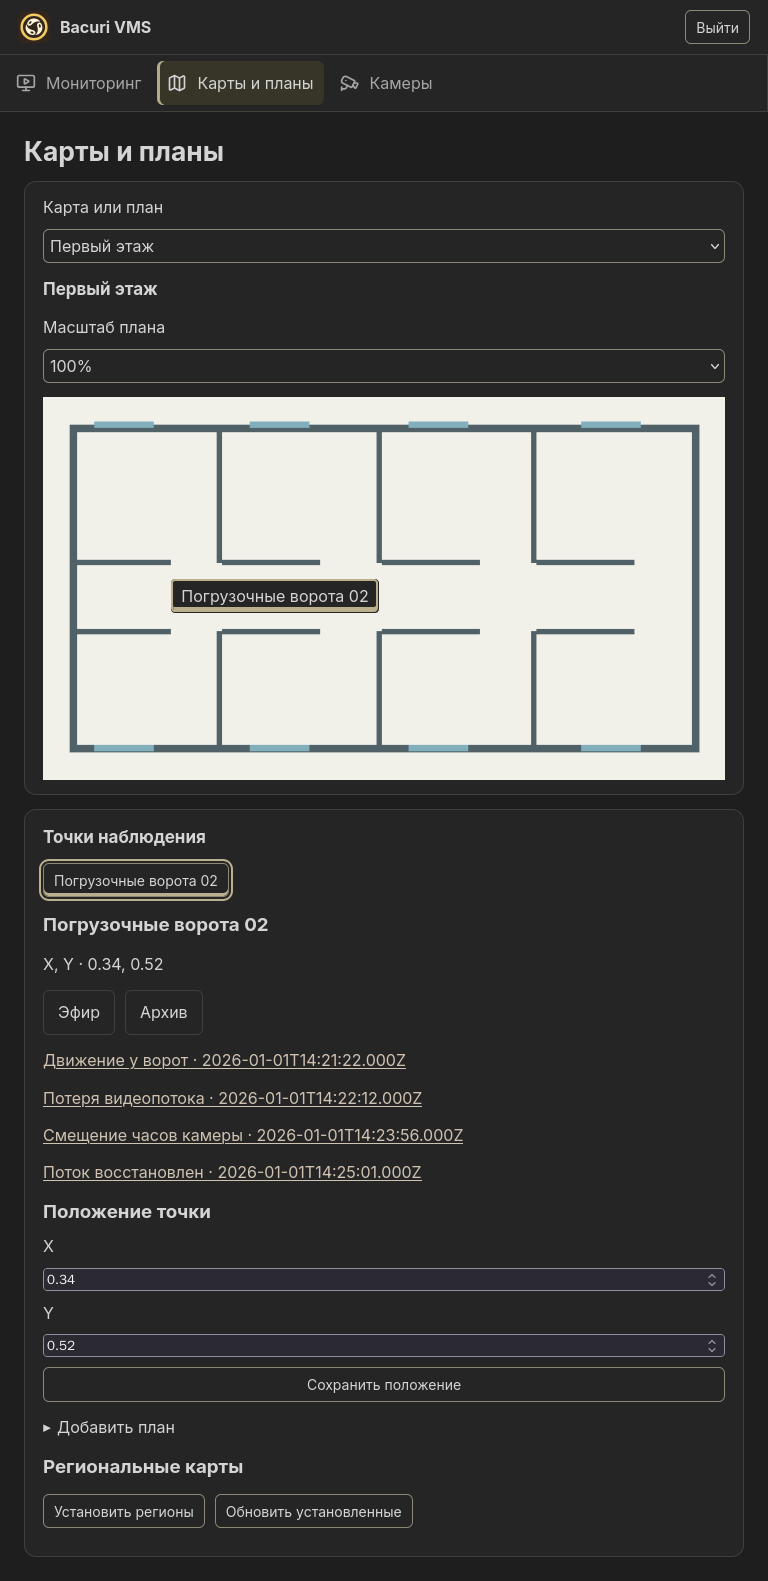 Bacuri VMS
Выйти
Мониторинг
Карты и планы
Камеры
Карты и планы
Карта или план
Первый этаж
Первый этаж
Масштаб плана
100%
Погрузочные ворота 02
Точки наблюдения
Погрузочные ворота 02
Погрузочные ворота 02
X, Y · 0.34, 0.52
Эфир
Архив
Движение у ворот · 2026-01-01T14:21:22.000Z
Потеря видеопотока · 2026-01-01T14:22:12.000Z
Смещение часов камеры · 2026-01-01T14:23:56.000Z
Поток восстановлен · 2026-01-01T14:25:01.000Z
Положение точки
X
0.34
Y
0.52
Сохранить положение
Добавить план
Региональные карты
Установить регионы
Обновить установленные